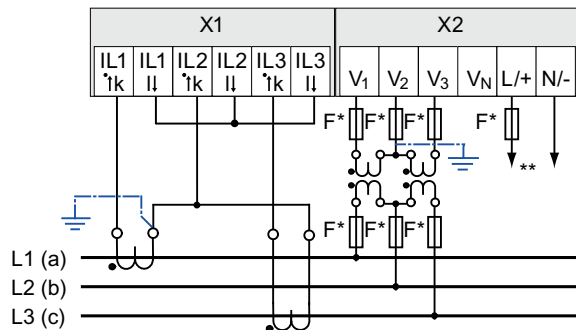 X1 X2
IL1 IL1 IL2 IL2 IL3 IL3
↑k I↓ ↑k I↓ ↑k I↓
V1 V2 V3 VN L/+ N/-
F* F* F* F*
**
F* F* F*
L1 (a)
L2 (b)
L3 (c)